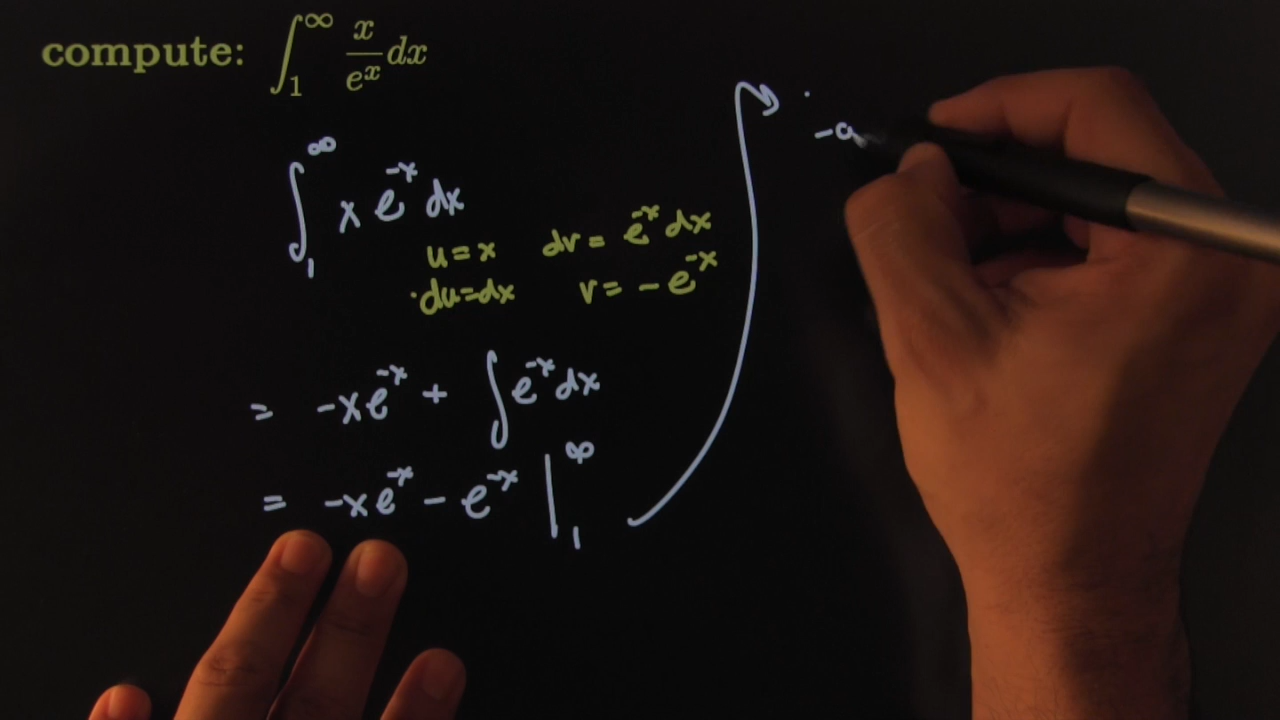 compute: ∫₁^∞ x/eˣ dx
∫₁^∞ x e⁻ˣ dx
u = x dv = e⁻ˣ dx
du = dx v = - e⁻ˣ
= -xe⁻ˣ + ∫ e⁻ˣ dx
= -xe⁻ˣ - e⁻ˣ |₁^∞